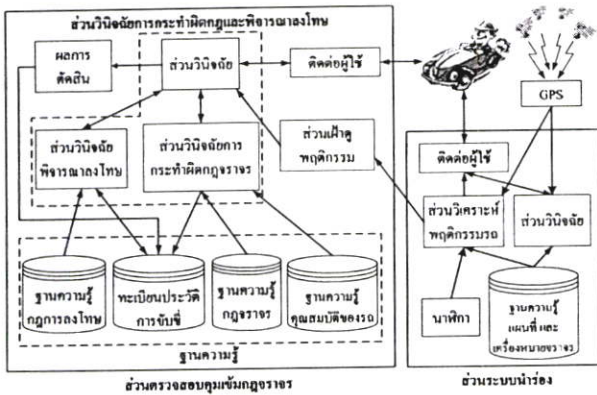 ส่วนวินิจฉัยการกระทำผิดกฎและพิจารณาลงโทษ
ผลการ
ตัดสิน
ส่วนวินิจฉัย
ติดต่อผู้ใช้
GPS
ส่วนวินิจฉัย
พิจารณาลงโทษ
ส่วนวินิจฉัยการ
กระทำผิดกฎจราจร
ส่วนเฝ้าดู
พฤติกรรม
ติดต่อผู้ใช้
ส่วนวิเคราะห์
พฤติกรรมรถ
ส่วนวินิจฉัย
ฐานความรู้
กฎการลงโทษ
ทะเบียนประวัติ
การขับขี่
ฐานความรู้
กฎจราจร
ฐานความรู้
คุณสมบัติของรถ
นาฬิกา
ฐานความรู้
แผนที่ และ
เครื่องหมายจราจร
ฐานความรู้
ส่วนตรวจสอบคุมเข้มกฎจราจร
ส่วนระบบนำร่อง